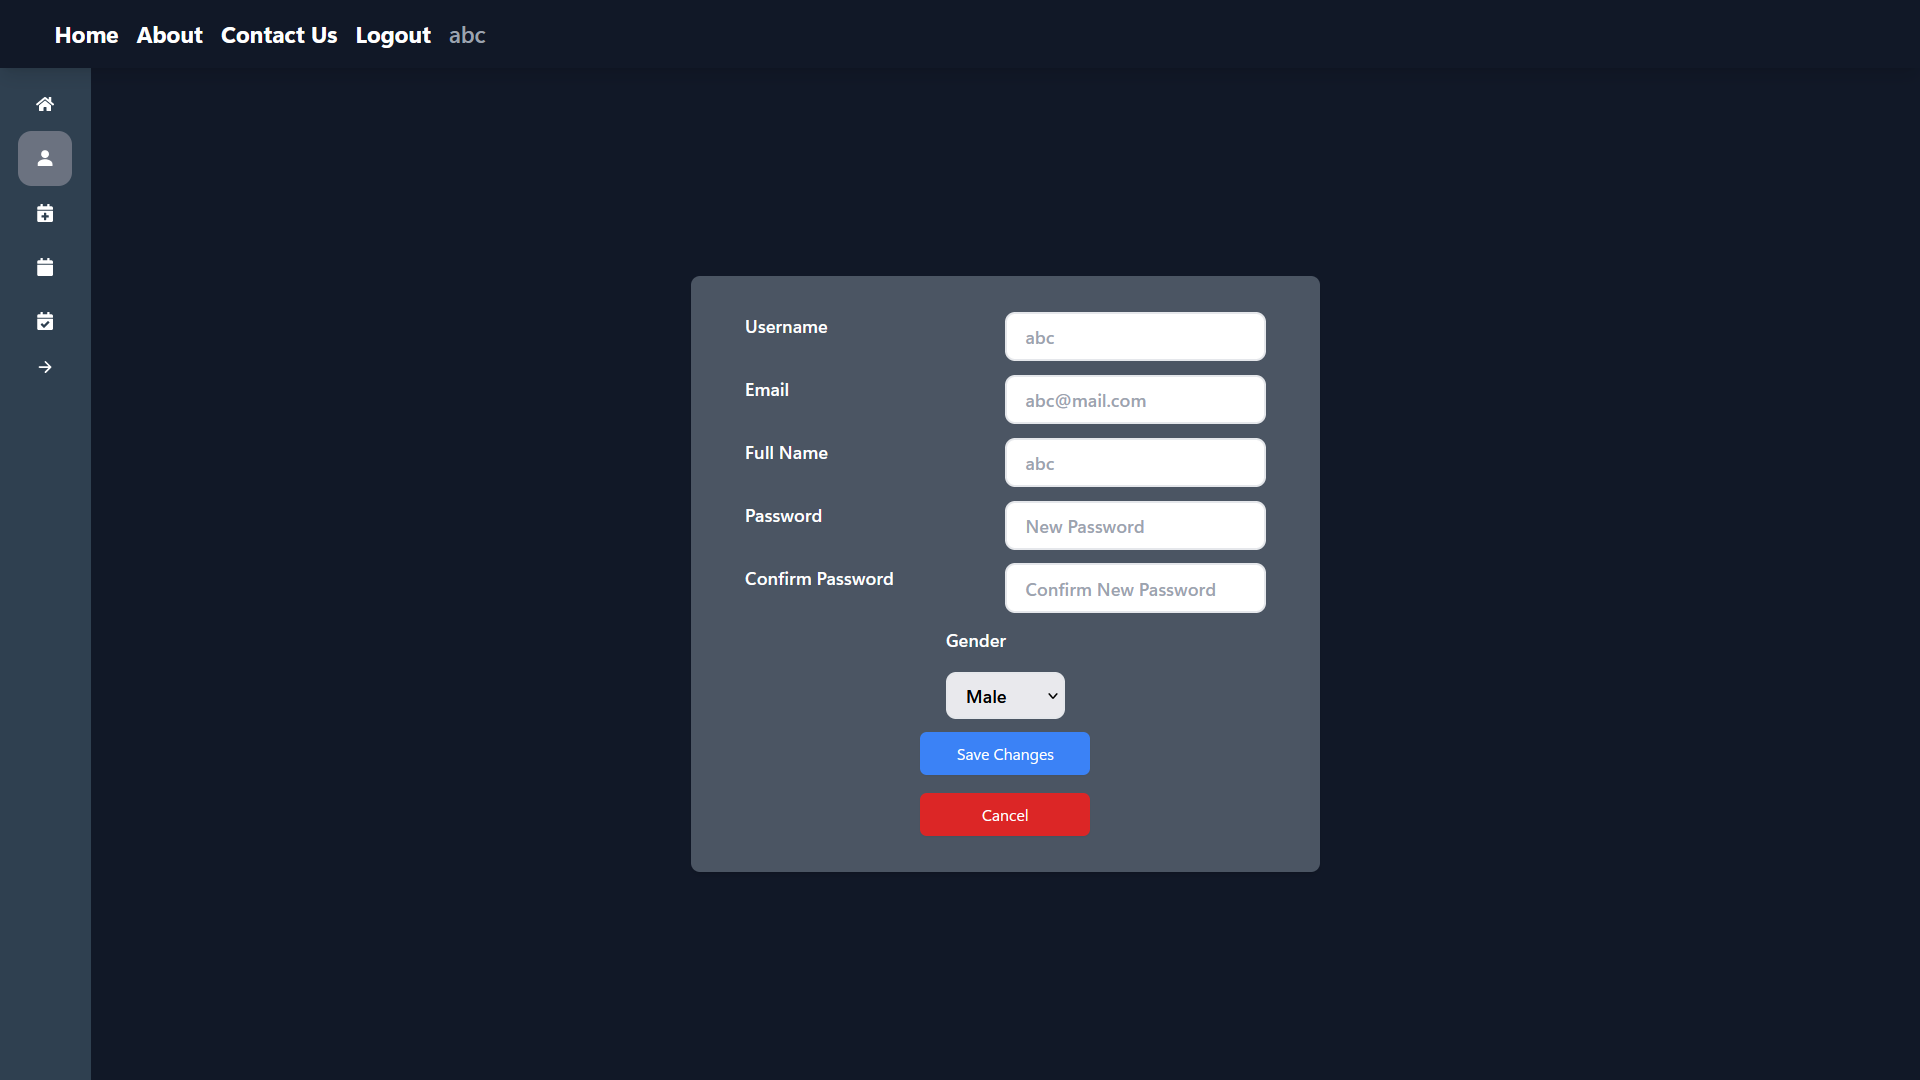 Home About Contact Us Logout abc
Username abc
Email abc@mail.com
Full Name abc
Password New Password
Confirm Password Confirm New Password
Gender
Male
Save Changes
Cancel